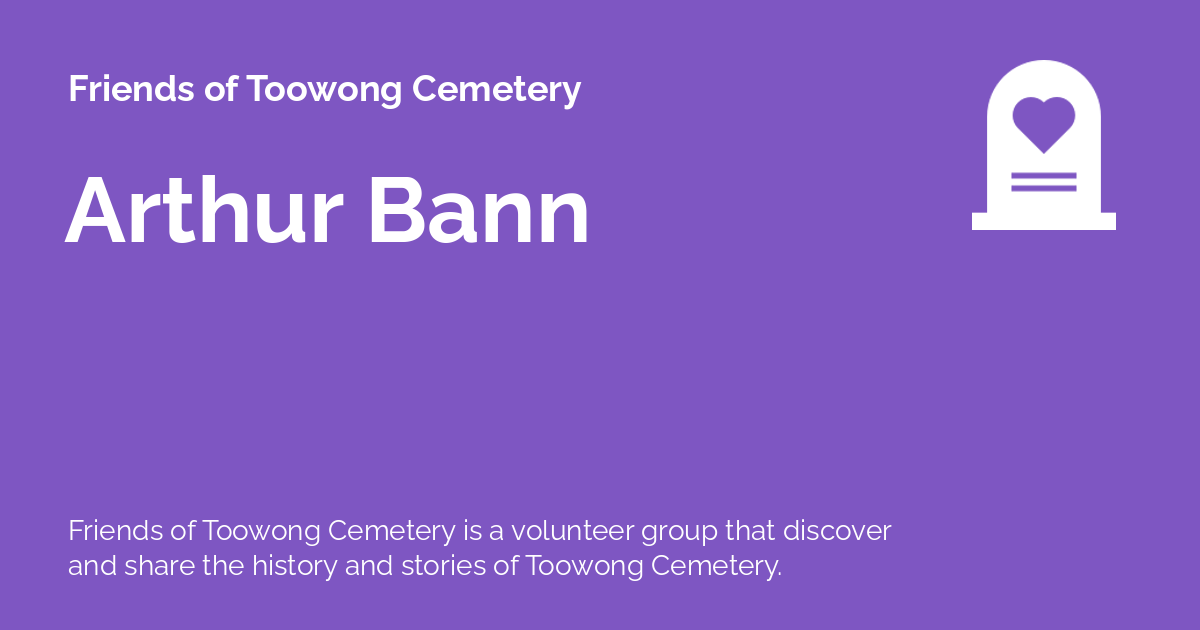 Friends of Toowong Cemetery
Arthur Bann
Friends of Toowong Cemetery is a volunteer group that discover
and share the history and stories of Toowong Cemetery.